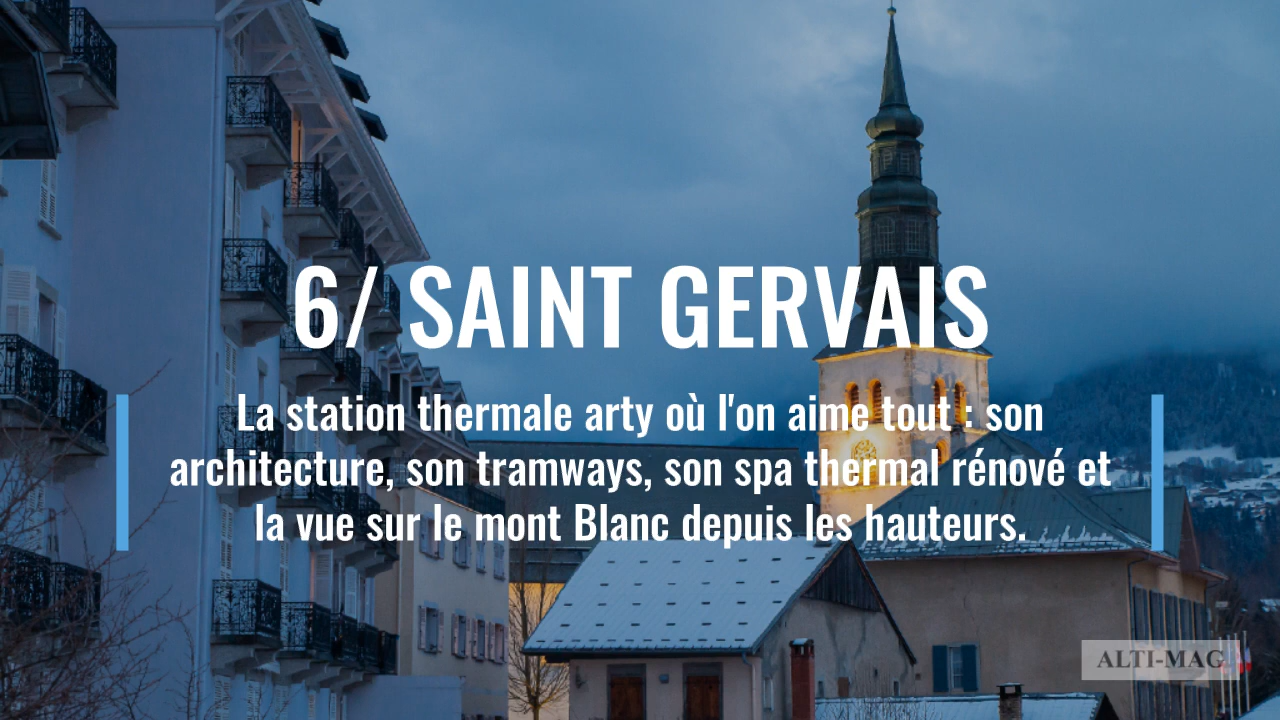 6/ SAINT GERVAIS
La station thermale arty où l'on aime tout : son
architecture, son tramways, son spa thermal rénové et
la vue sur le mont Blanc depuis les hauteurs.
ALTI-MAG